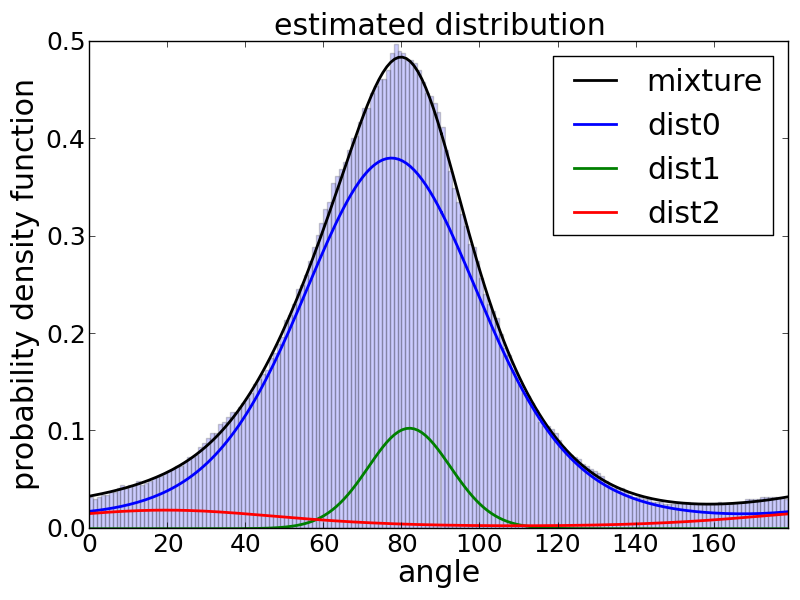 estimated distribution
probability density function
0.5
0.4
0.3
0.2
0.1
0.0
mixture
dist0
dist1
dist2
0 20 40 60 80 100 120 140 160
angle